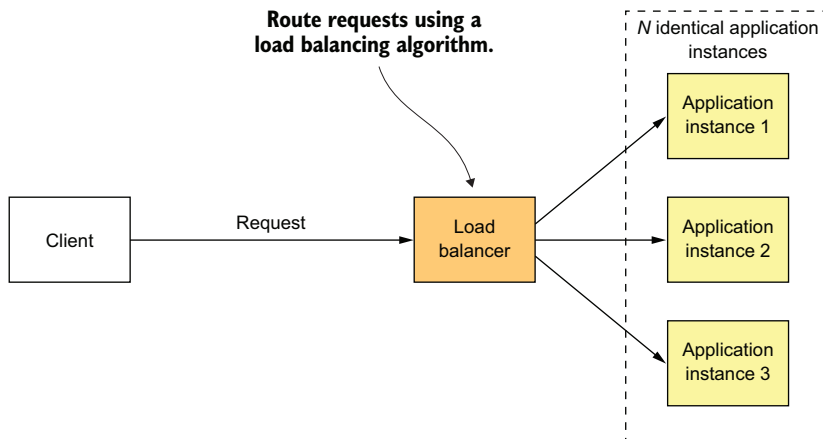 Route requests using a
load balancing algorithm.
N identical application
instances
Application
instance 1
Client
Request
Load
balancer
Application
instance 2
Application
instance 3